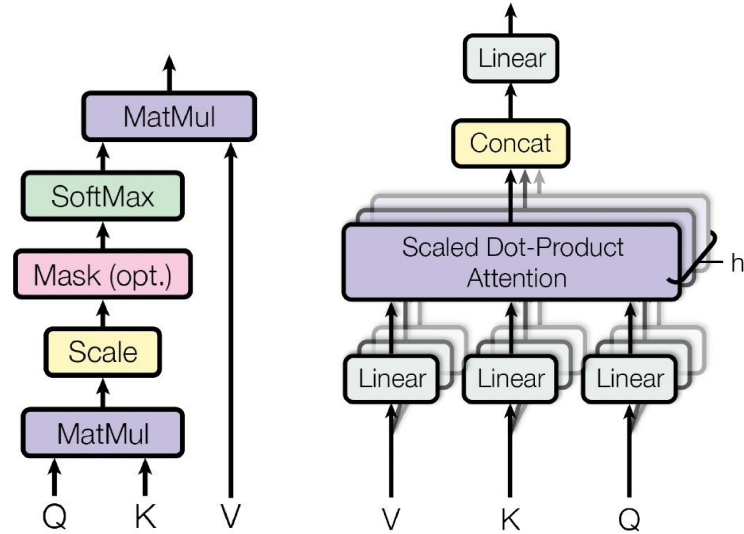 MatMul
SoftMax
Mask (opt.)
Scale
MatMul
Q K V
Linear
Concat
Scaled Dot-Product
Attention
h
Linear Linear Linear
V K Q